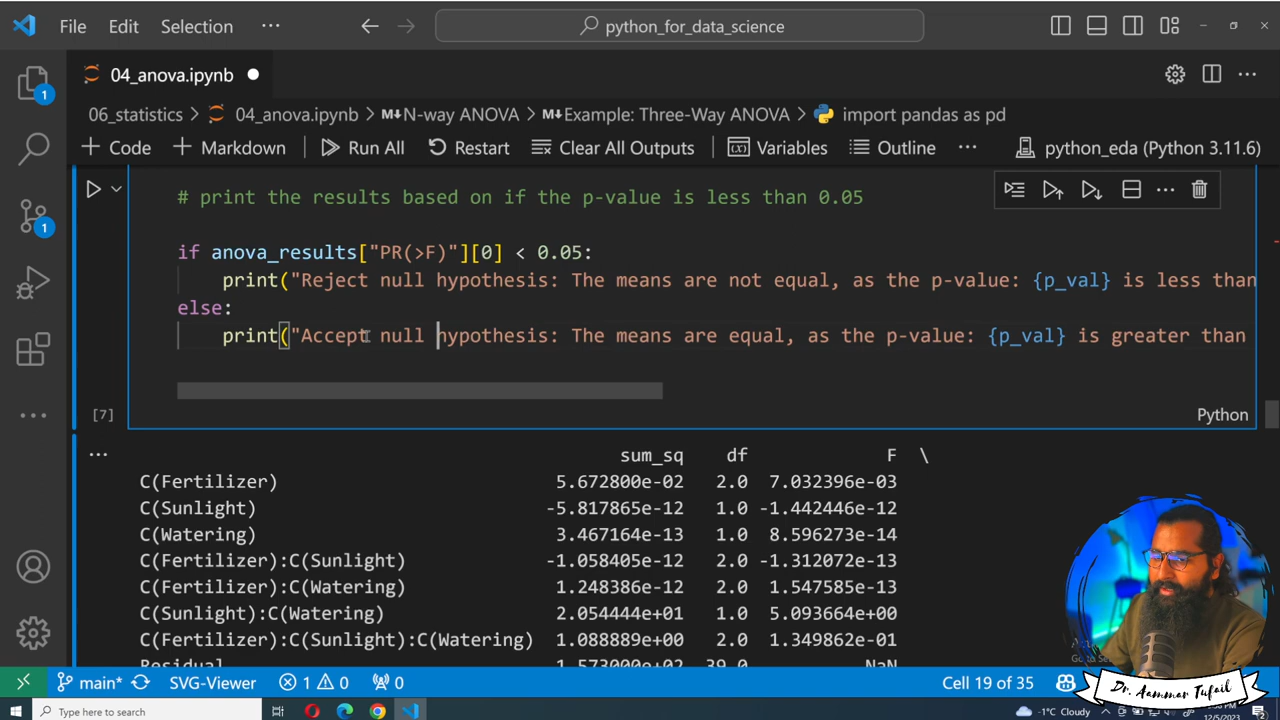 File Edit Selection ··· python_for_data_science
04_anova.ipynb
06_statistics > 04_anova.ipynb > M↓N-way ANOVA > M↓Example: Three-Way ANOVA > import pandas as pd
+ Code + Markdown Run All Restart Clear All Outputs Variables Outline ··· python_eda (Python 3.11.6)
# print the results based on if the p-value is less than 0.05
if anova_results["PR(>F)"][0] < 0.05:
print("Reject null hypothesis: The means are not equal, as the p-value: {p_val} is less than
else:
print("Accept null hypothesis: The means are equal, as the p-value: {p_val} is greater than
[7] Python
sum_sq df F \
C(Fertilizer) 5.672800e-02 2.0 7.032396e-03
C(Sunlight) -5.817865e-12 1.0 -1.442446e-12
C(Watering) 3.467164e-13 1.0 8.596273e-14
C(Fertilizer):C(Sunlight) -1.058405e-12 2.0 -1.312072e-13
C(Fertilizer):C(Watering) 1.248386e-12 2.0 1.547585e-13
C(Sunlight):C(Watering) 2.054444e+01 1.0 5.093664e+00
C(Fertilizer):C(Sunlight):C(Watering) 1.088889e+00 2.0 1.349862e-01
Residual 1.573000e+02 39.0 NaN
main* SVG-Viewer 1 0 0 Cell 19 of 35
Dr. Aammar Tufail
Type here to search -1°C Cloudy 12/5/2023
1
1